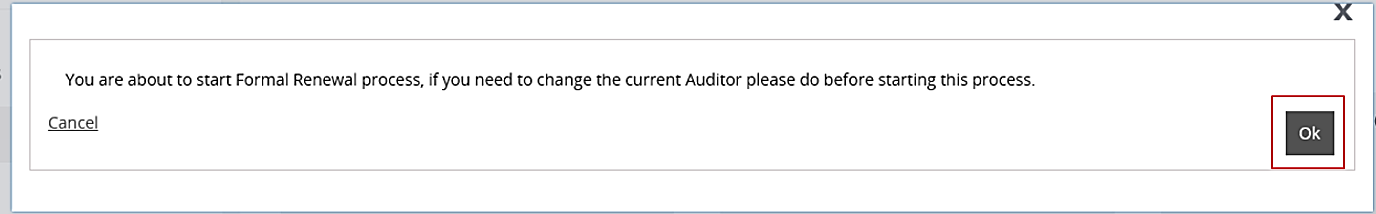 X
You are about to start Formal Renewal process, if you need to change the current Auditor please do before starting this process.
Cancel
Ok